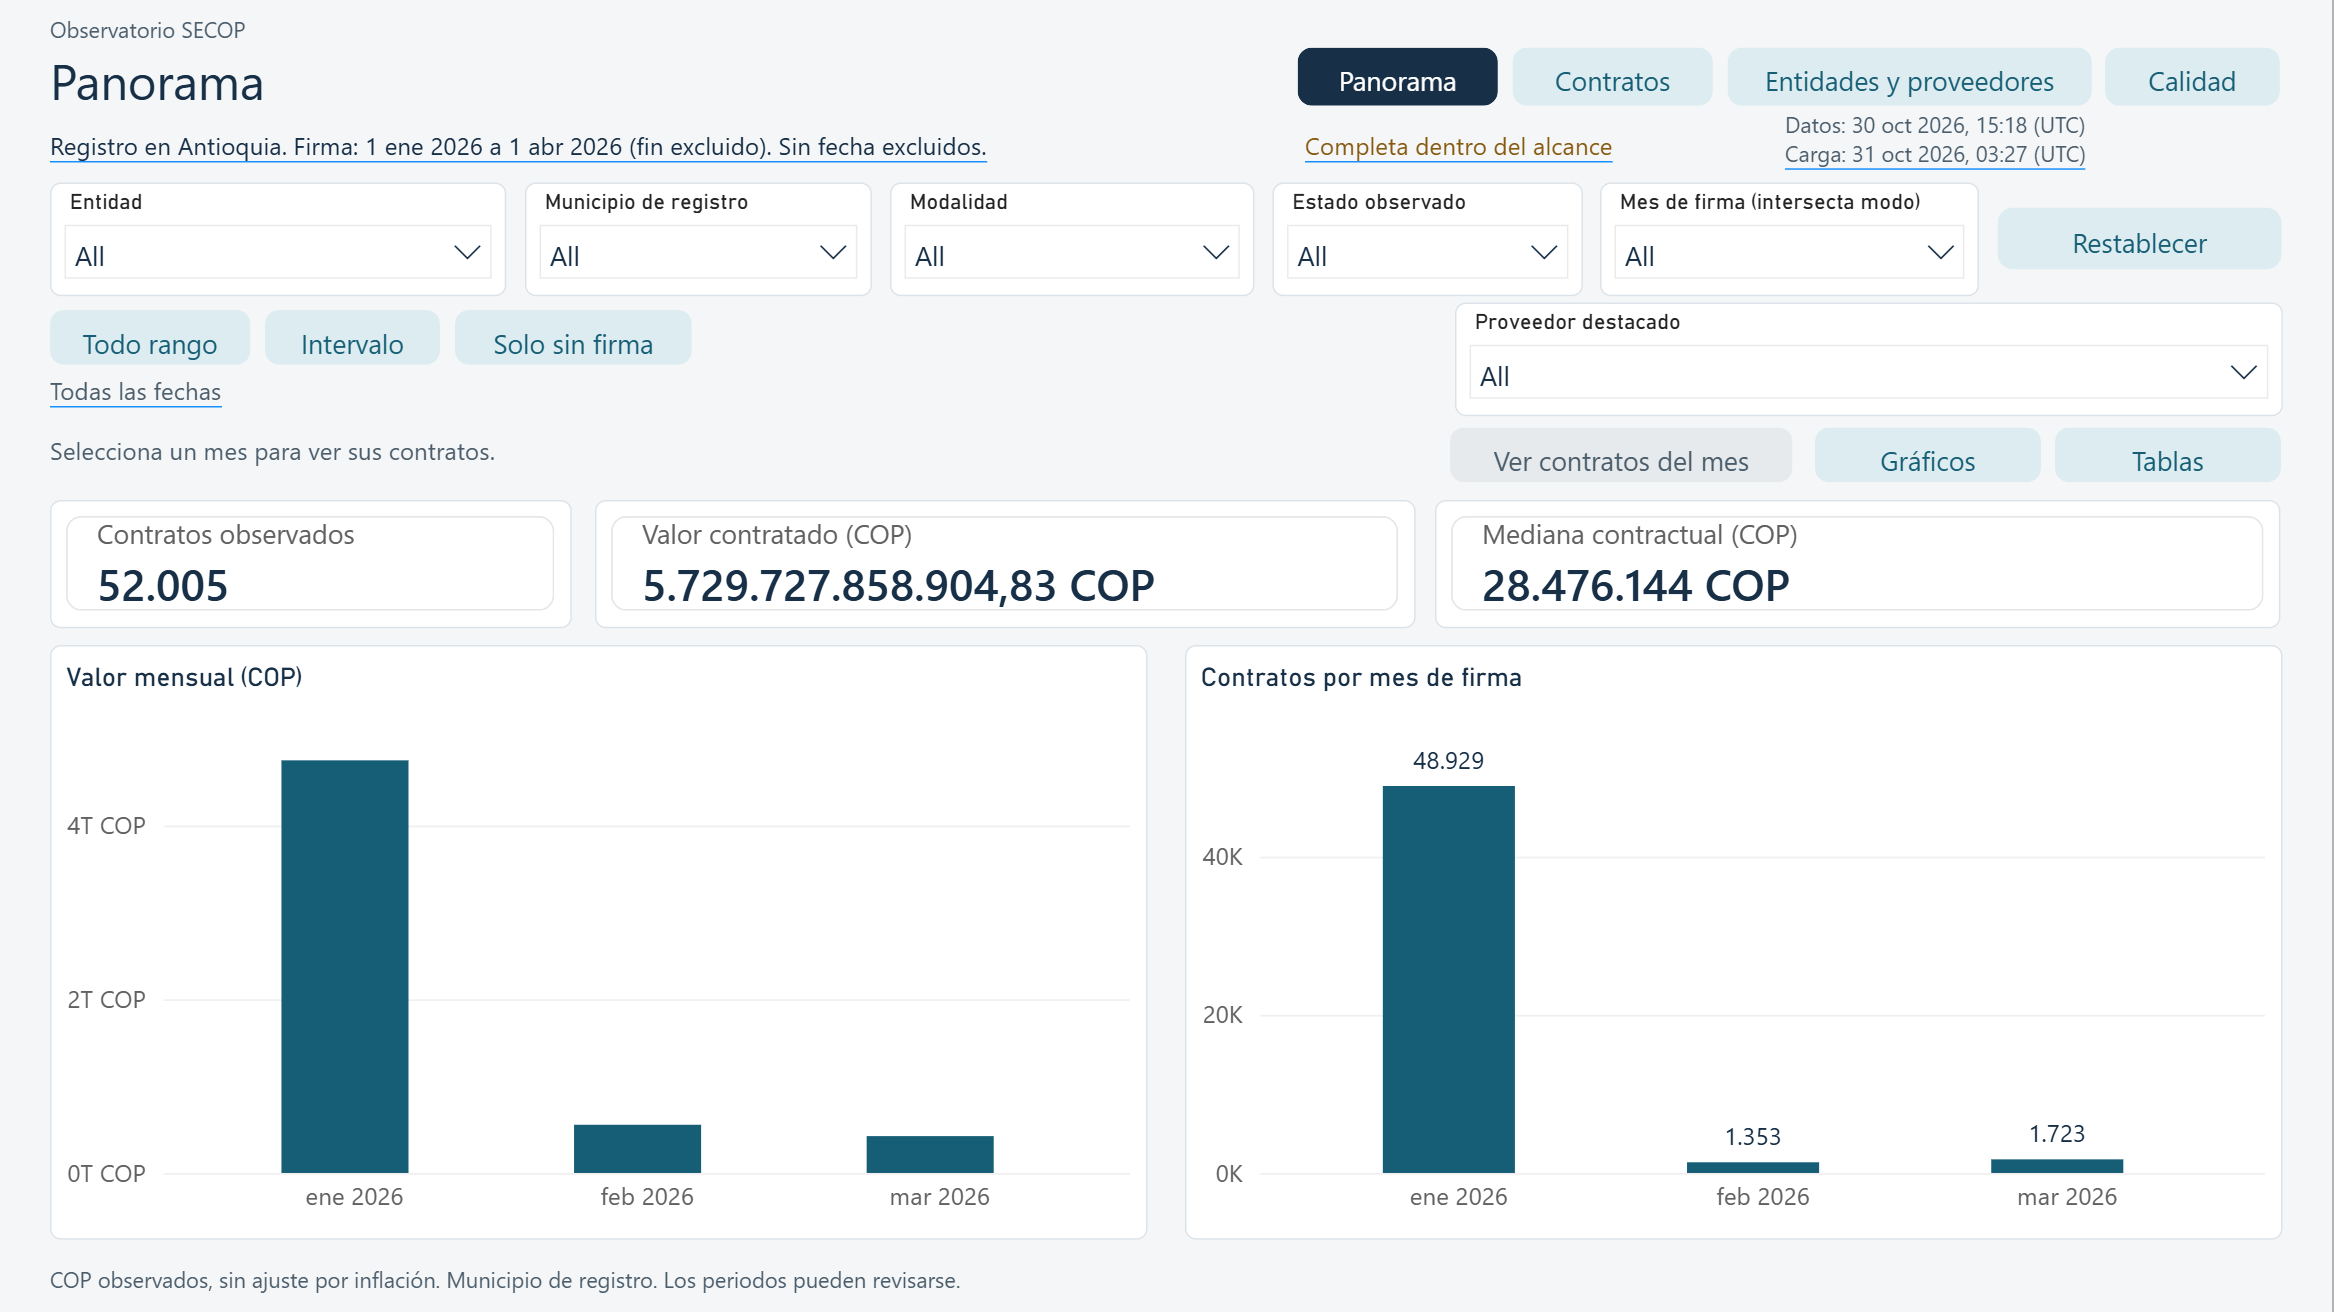 Observatorio SECOP
Panorama
Panorama
Contratos
Entidades y proveedores
Calidad
Registro en Antioquia. Firma: 1 ene 2026 a 1 abr 2026 (fin excluido). Sin fecha excluidos.
Completa dentro del alcance
Datos: 30 oct 2026, 15:18 (UTC)
Carga: 31 oct 2026, 03:27 (UTC)
Entidad
All
Municipio de registro
All
Modalidad
All
Estado observado
All
Mes de firma (intersecta modo)
All
Restablecer
Todo rango
Intervalo
Solo sin firma
Todas las fechas
Proveedor destacado
All
Selecciona un mes para ver sus contratos.
Ver contratos del mes
Gráficos
Tablas
Contratos observados
52.005
Valor contratado (COP)
5.729.727.858.904,83 COP
Mediana contractual (COP)
28.476.144 COP
Valor mensual (COP)
4T COP
2T COP
0T COP
ene 2026
feb 2026
mar 2026
Contratos por mes de firma
48.929
40K
20K
1.353
1.723
0K
ene 2026
feb 2026
mar 2026
COP observados, sin ajuste por inflación. Municipio de registro. Los periodos pueden revisarse.